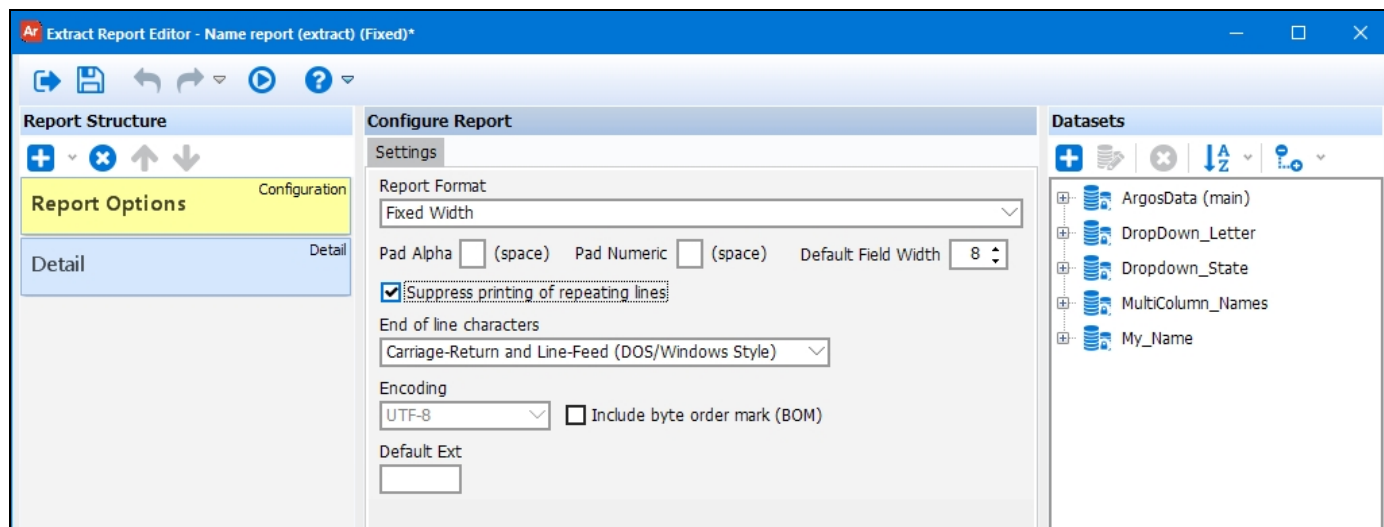 Ar Extract Report Editor - Name report (extract) (Fixed)*
Report Structure
Configuration
Report Options
Detail
Detail
Configure Report
Settings
Report Format
Fixed Width
Pad Alpha (space) Pad Numeric (space) Default Field Width 8
Suppress printing of repeating lines
End of line characters
Carriage-Return and Line-Feed (DOS/Windows Style)
Encoding
UTF-8 Include byte order mark (BOM)
Default Ext
Datasets
A
Z
ArgosData (main)
DropDown_Letter
Dropdown_State
MultiColumn_Names
My_Name